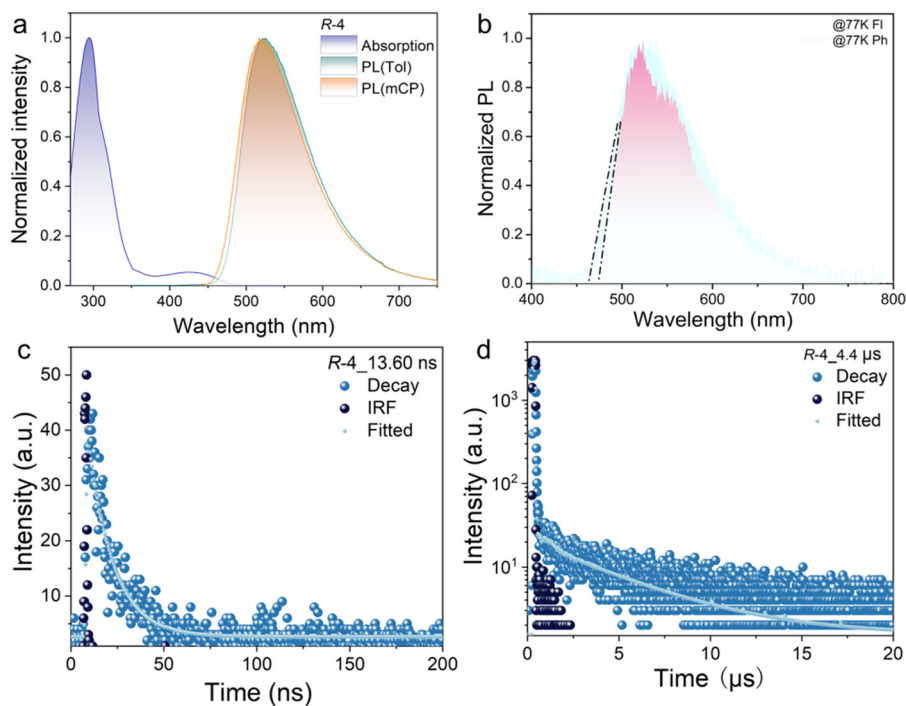 a
R-4
Absorption
PL(Tol)
PL(mCP)
Normalized intensity
1.0
0.8
0.6
0.4
0.2
0.0
300 400 500 600 700
Wavelength (nm)
b
@77K Fl
@77K Ph
Normalized PL
1.0
0.8
0.6
0.4
0.2
0.0
400 500 600 700 800
Wavelength (nm)
c
R-4_13.60 ns
Decay
IRF
Fitted
Intensity (a.u.)
50
40
30
20
10
0 50 100 150 200
Time (ns)
d
R-4_4.4 μs
Decay
IRF
Fitted
Intensity (a.u.)
10³
10²
10¹
0 5 10 15 20
Time (μs)